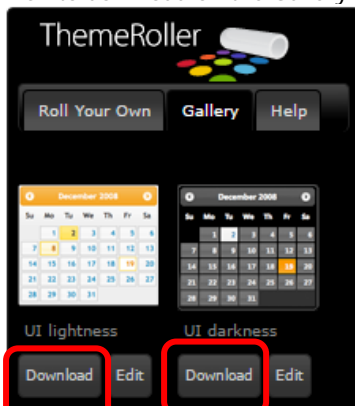 ThemeRoller
Roll Your Own Gallery Help
December 2008
Su Mo Tu We Th Fr Sa
1 2 3 4 5 6
7 8 9 10 11 12 13
14 15 16 17 18 19 20
21 22 23 24 25 26 27
28 29 30 31
UI lightness
Download Edit
December 2008
Su Mo Tu We Th Fr Sa
1 2 3 4 5 6
7 8 9 10 11 12 13
14 15 16 17 18 19 20
21 22 23 24 25 26 27
28 29 30 31
UI darkness
Download Edit